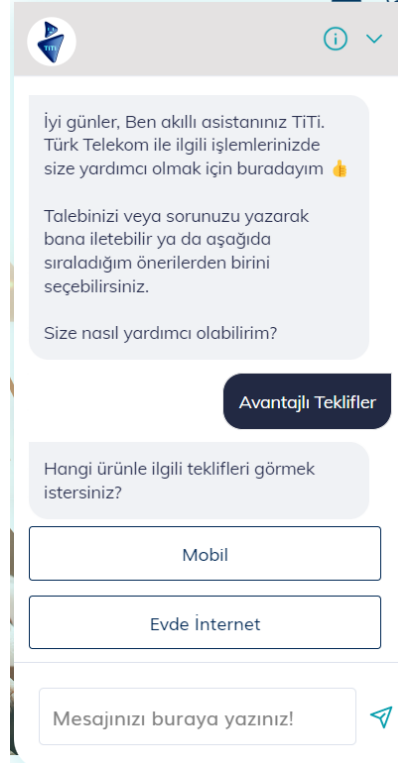 TiTi
İyi günler, Ben akıllı asistanınız TiTi.
Türk Telekom ile ilgili işlemlerinizde
size yardımcı olmak için buradayım 👍
Talebinizi veya sorunuzu yazarak
bana iletebilir ya da aşağıda
sıraladığım önerilerden birini
seçebilirsiniz.
Size nasıl yardımcı olabilirim?
Avantajlı Teklifler
Hangi ürünle ilgili teklifleri görmek
istersiniz?
Mobil
Evde İnternet
Mesajınızı buraya yazınız!